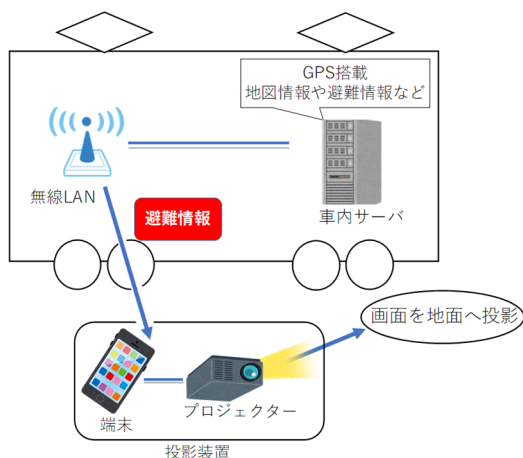 GPS搭載
地図情報や避難情報など
無線LAN
車内サーバ
避難情報
画面を地面へ投影
端末
プロジェクター
投影装置